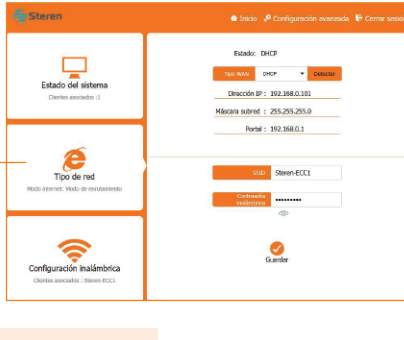 Steren
Inicio Configuración avanzada Cerrar sesió
Estado del sistema
Clientes asociados :1
Tipo de red
Modo Internet: Modo de enrutamiento
Configuración inalámbrica
Clientes asociados : Steren-ECC1
Estado: DHCP
Tipo WAN DHCP Detectar
Dirección IP : 192.168.0.101
Máscara subred : 255.255.255.0
Portal : 192.168.0.1
SSID Steren-ECC1
Contraseña inalámbrica •••••••••
Guardar